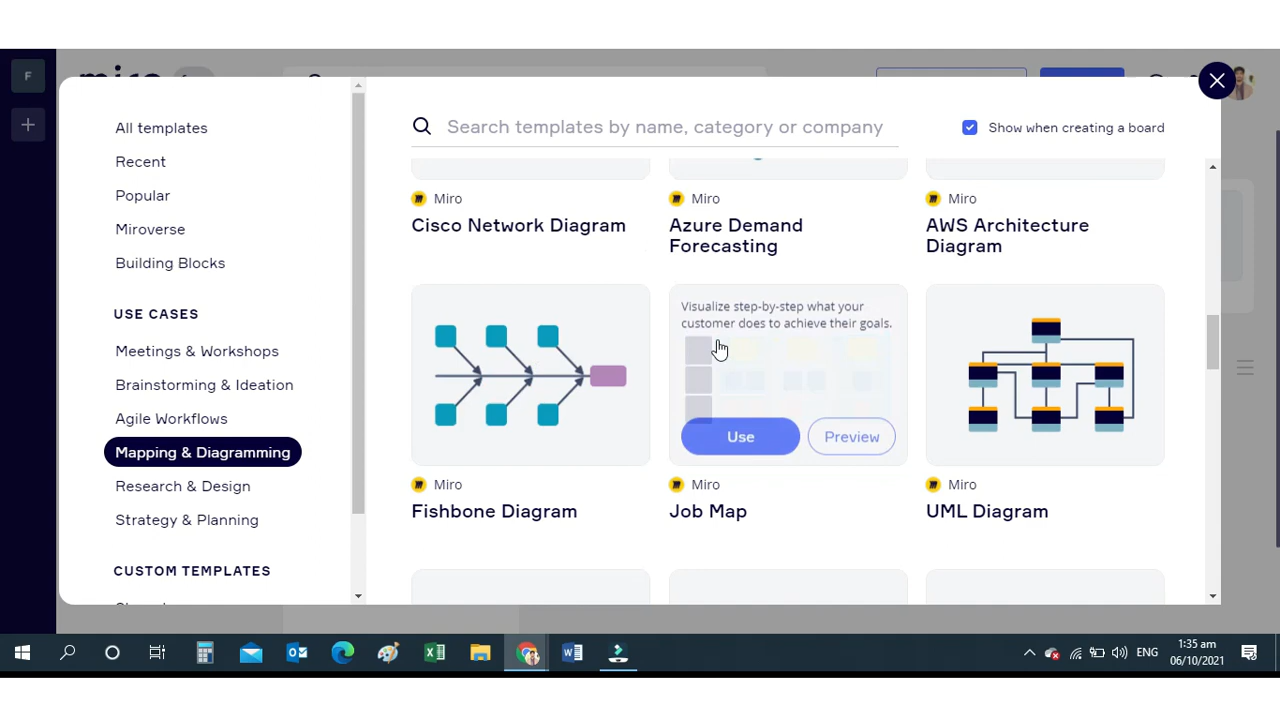 F
miro
All templates
Recent
Popular
Miroverse
Building Blocks
USE CASES
Meetings & Workshops
Brainstorming & Ideation
Agile Workflows
Mapping & Diagramming
Research & Design
Strategy & Planning
CUSTOM TEMPLATES
Search templates by name, category or company
Show when creating a board
Miro
Cisco Network Diagram
Miro
Azure Demand
Forecasting
Miro
AWS Architecture
Diagram
Visualize step-by-step what your
customer does to achieve their goals.
Use
Preview
Miro
Fishbone Diagram
Miro
Job Map
Miro
UML Diagram
ENG
1:35 am
06/10/2021